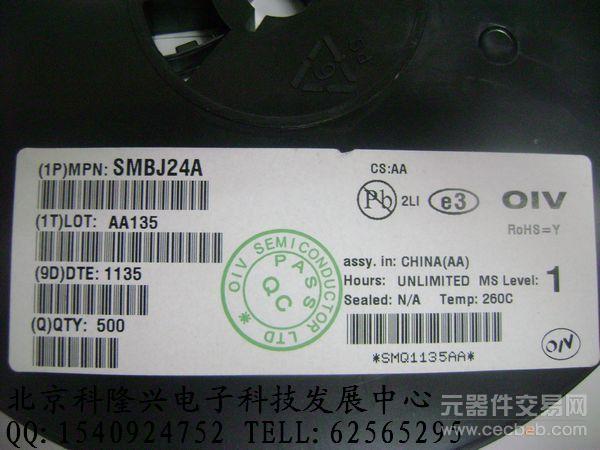 PS
6
(1P)MPN: SMBJ24A
(1T)LOT: AA135
(9D)DTE: 1135
(Q)QTY: 500
OIV SEMICONDUCTOR LTD
PASS
QC
CS:AA
Pb 2LI e3 OIV
RoHS=Y
assy. in: CHINA(AA)
Hours: UNLIMITED MS Level: 1
Sealed: N/A Temp: 260C
*SMQ1135AA*
OIV
北京科隆兴电子科技发展中心
QQ: 1540924752 TELL: 62565295
元器件交易网
www.cecbeb.com